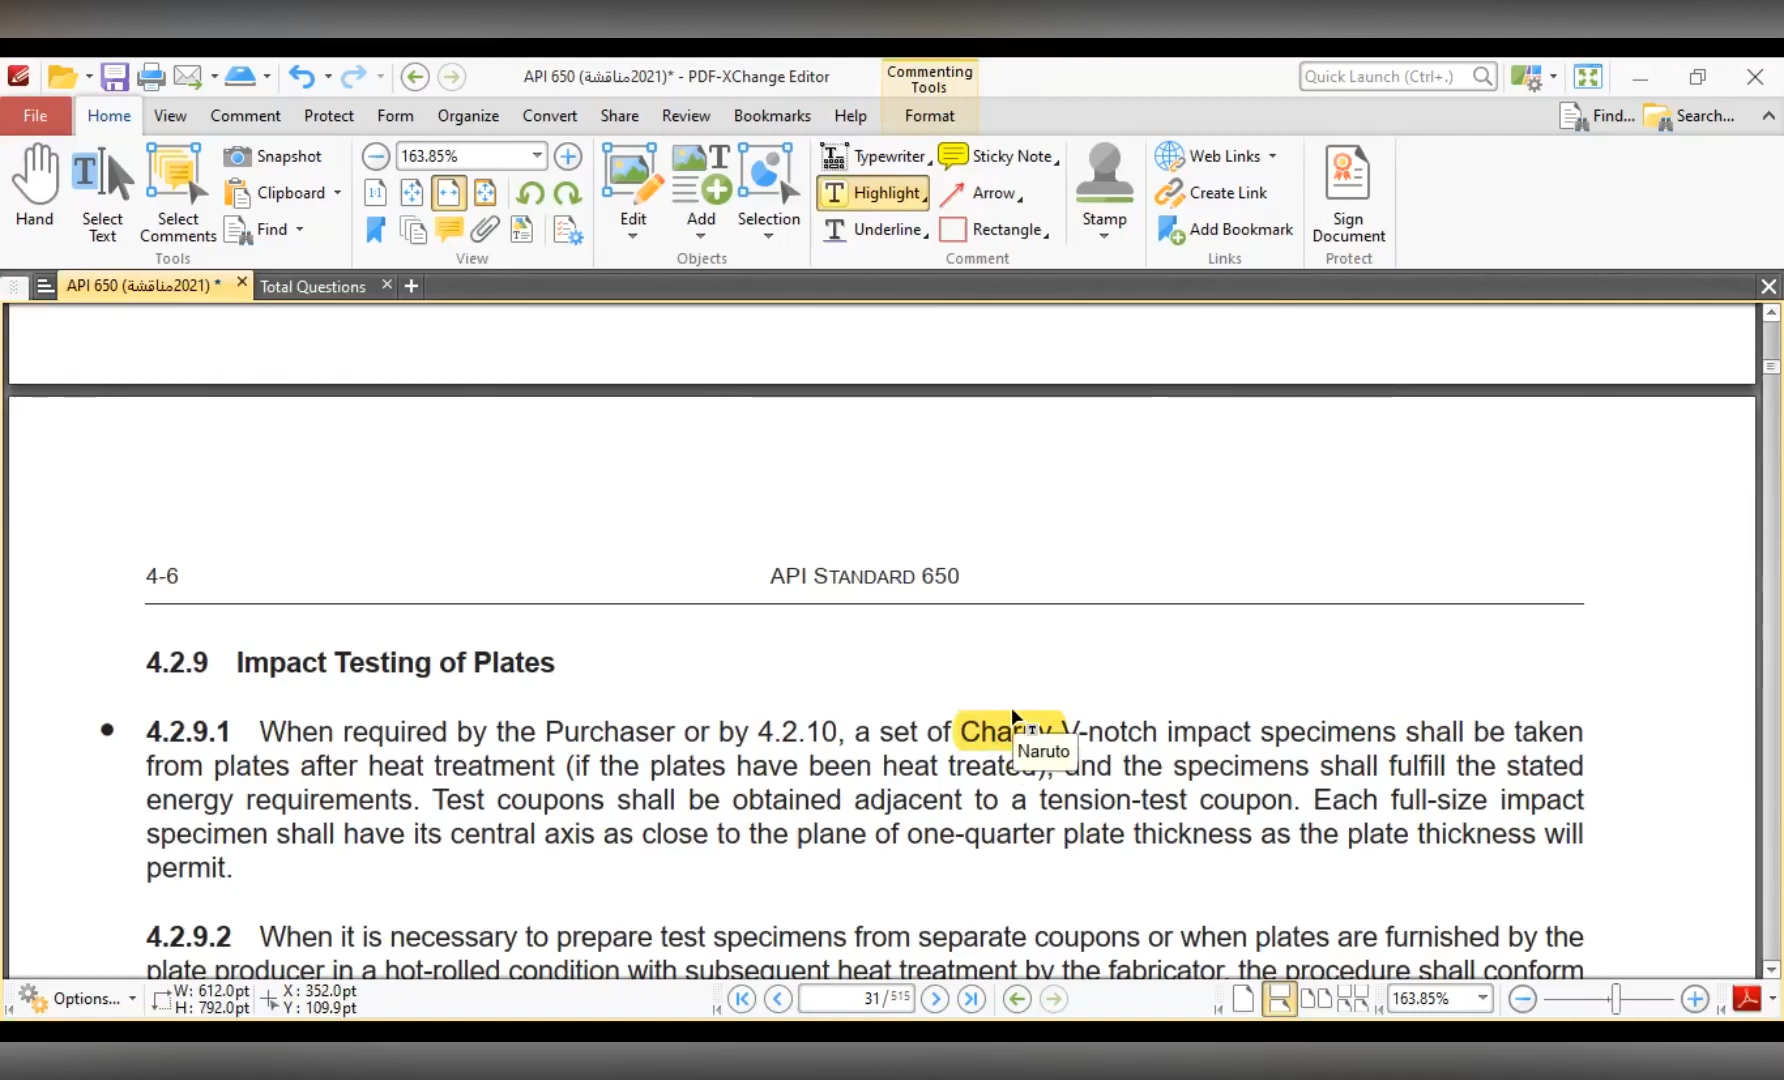 API 650 (مناقشة2021)* - PDF-XChange Editor
Commenting Tools
Quick Launch (Ctrl+.)
File Home View Comment Protect Form Organize Convert Share Review Bookmarks Help Format Find... Search...
Hand
Select Text
Select Comments
Snapshot
Clipboard
Find
Tools
163.85%
1:1
View
Edit
Add
Selection
Objects
Typewriter
Sticky Note
Highlight
Arrow
Underline
Rectangle
Stamp
Comment
Web Links
Create Link
Add Bookmark
Links
Sign Document
Protect
API 650 (مناقشة2021) *
Total Questions
4-6 API STANDARD 650
4.2.9 Impact Testing of Plates
• 4.2.9.1 When required by the Purchaser or by 4.2.10, a set of V-notch impact specimens shall be taken
from plates after heat treatment (if the plates have been heat treated), and the specimens shall fulfill the stated
energy requirements. Test coupons shall be obtained adjacent to a tension-test coupon. Each full-size impact
specimen shall have its central axis as close to the plane of one-quarter plate thickness as the plate thickness will
permit.
Naruto
4.2.9.2 When it is necessary to prepare test specimens from separate coupons or when plates are furnished by the
plate producer in a hot-rolled condition with subsequent heat treatment by the fabricator, the procedure shall conform
Options...
W: 612.0pt
H: 792.0pt
X: 352.0pt
Y: 109.9pt
31/515
163.85%